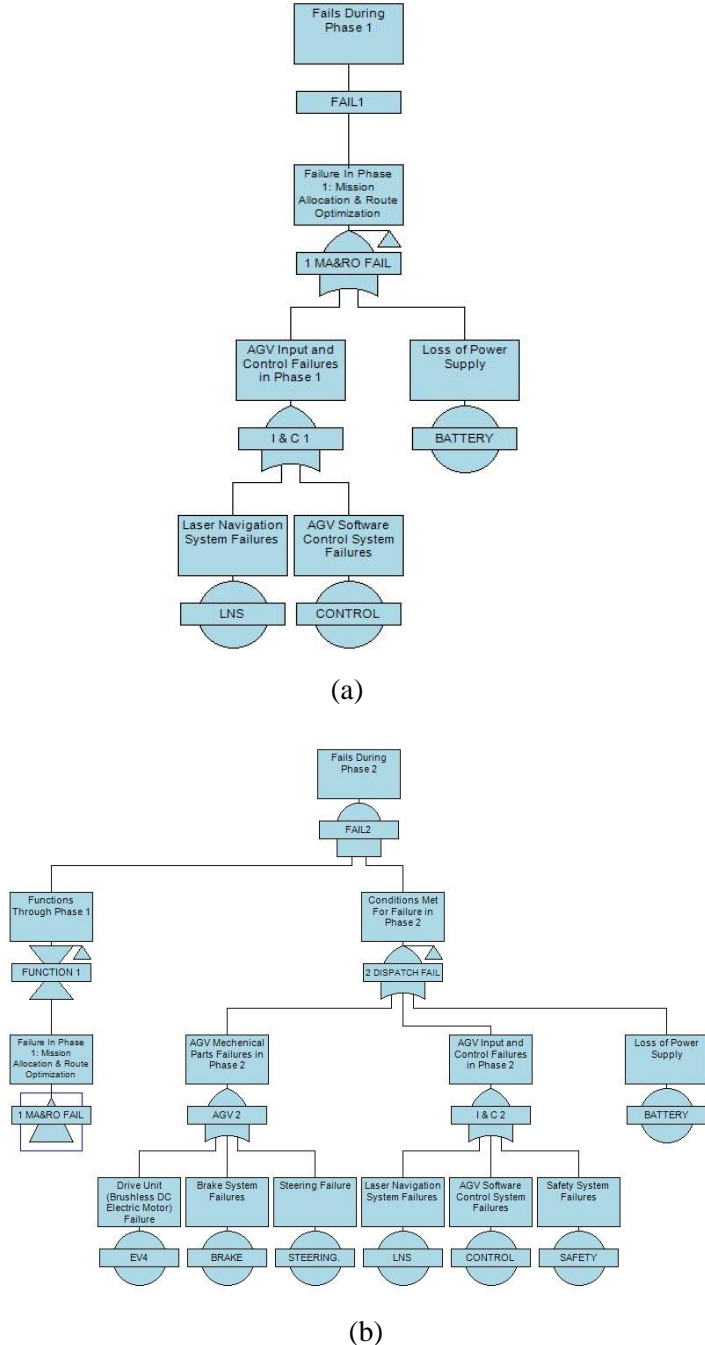 Fails During
Phase 1
FAIL1
Failure In Phase
1: Mission
Allocation & Route
Optimization
1 MA&RO FAIL
AGV Input and
Control Failures
in Phase 1
Loss of Power
Supply
I & C 1
BATTERY
Laser Navigation
System Failures
AGV Software
Control System
Failures
LNS
CONTROL
(a)
Fails During
Phase 2
FAIL2
Functions
Through Phase 1
Conditions Met
For Failure in
Phase 2
FUNCTION 1
2 DISPATCH FAIL
Failure In Phase
1: Mission
Allocation & Route
Optimization
AGV Mechenical
Parts Failures in
Phase 2
AGV Input and
Control Failures
in Phase 2
Loss of Power
Supply
1 MA&RO FAIL
AGV 2
I & C 2
BATTERY
Drive Unit
(Brushless DC
Electric Motor)
Failure
Brake System
Failures
Steering Failure
Laser Navigation
System Failures
AGV Software
Control System
Failures
Safety System
Failures
EV4
BRAKE
STEERING.
LNS
CONTROL
SAFETY
(b)